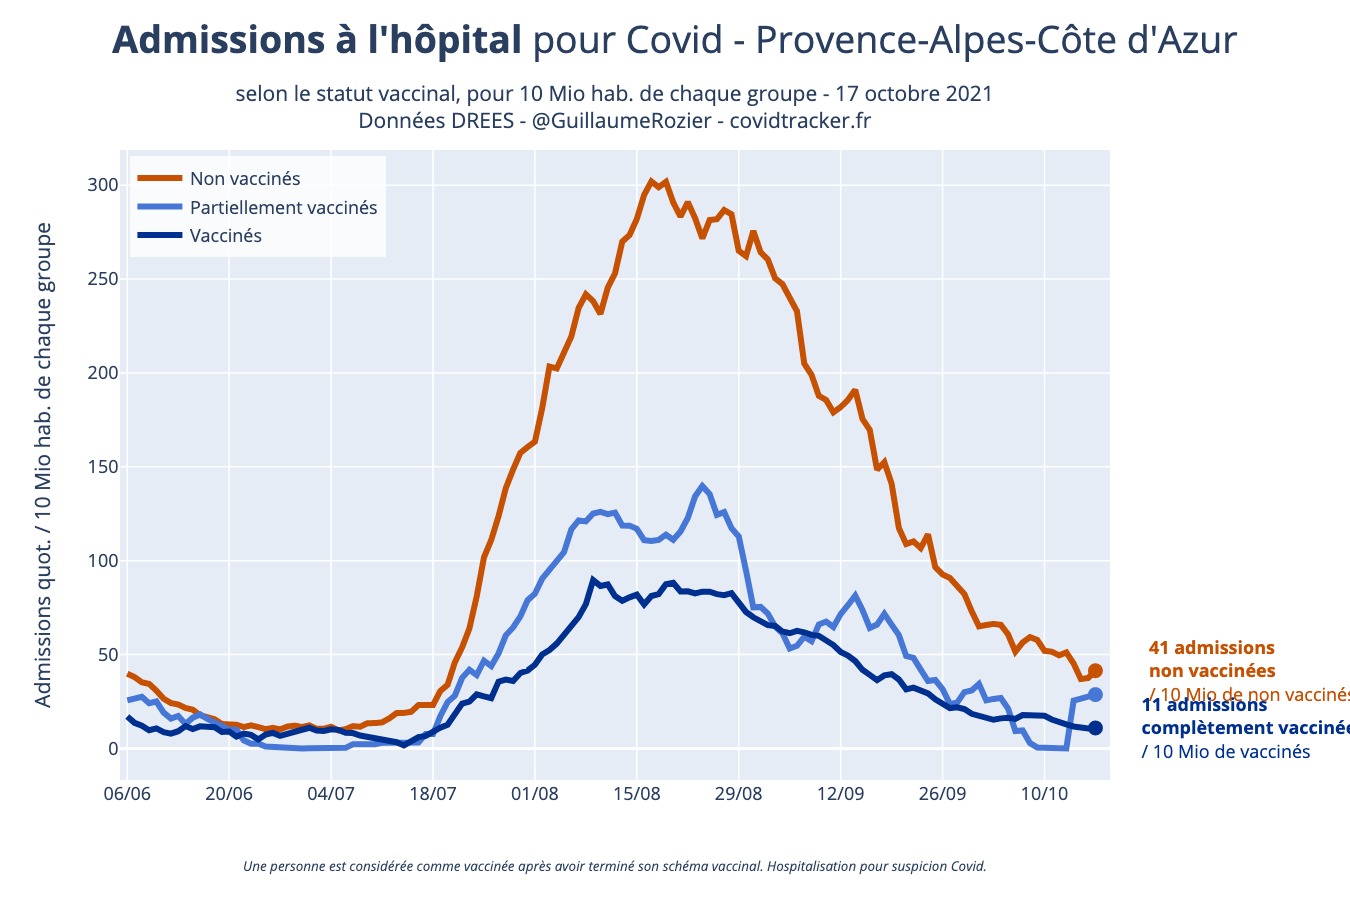 Admissions à l'hôpital pour Covid - Provence-Alpes-Côte d'Azur
selon le statut vaccinal, pour 10 Mio hab. de chaque groupe - 17 octobre 2021
Données DREES - @GuillaumeRozier - covidtracker.fr
Non vaccinés
Partiellement vaccinés
Vaccinés
Admissions quot. / 10 Mio hab. de chaque groupe
300
250
200
150
100
50
0
06/06
20/06
04/07
18/07
01/08
15/08
29/08
12/09
26/09
10/10
41 admissions
non vaccinées
/ 10 Mio de non vaccinés
11 admissions
complètement vacciné
/ 10 Mio de vaccinés
Une personne est considérée comme vaccinée après avoir terminé son schéma vaccinal. Hospitalisation pour suspicion Covid.